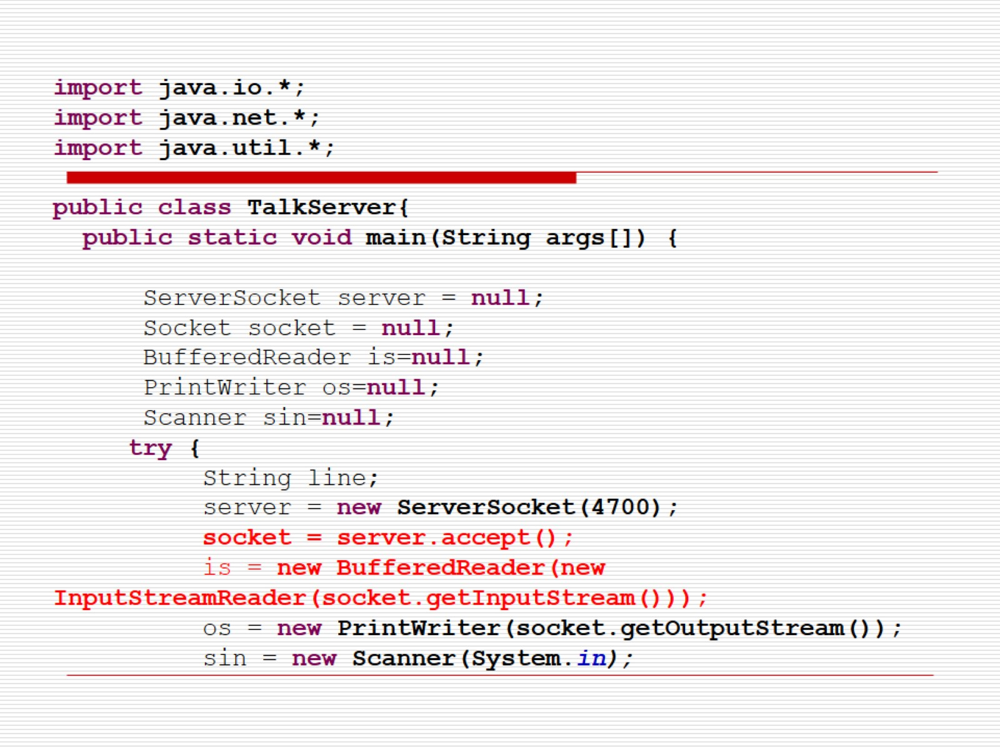 import java.io.*;
import java.net.*;
import java.util.*;
public class TalkServer{
public static void main(String args[]) {
ServerSocket server = null;
Socket socket = null;
BufferedReader is=null;
PrintWriter os=null;
Scanner sin=null;
try {
String line;
server = new ServerSocket(4700);
socket = server.accept();
is = new BufferedReader(new
InputStreamReader(socket.getInputStream()));
os = new PrintWriter(socket.getOutputStream());
sin = new Scanner(System.in);